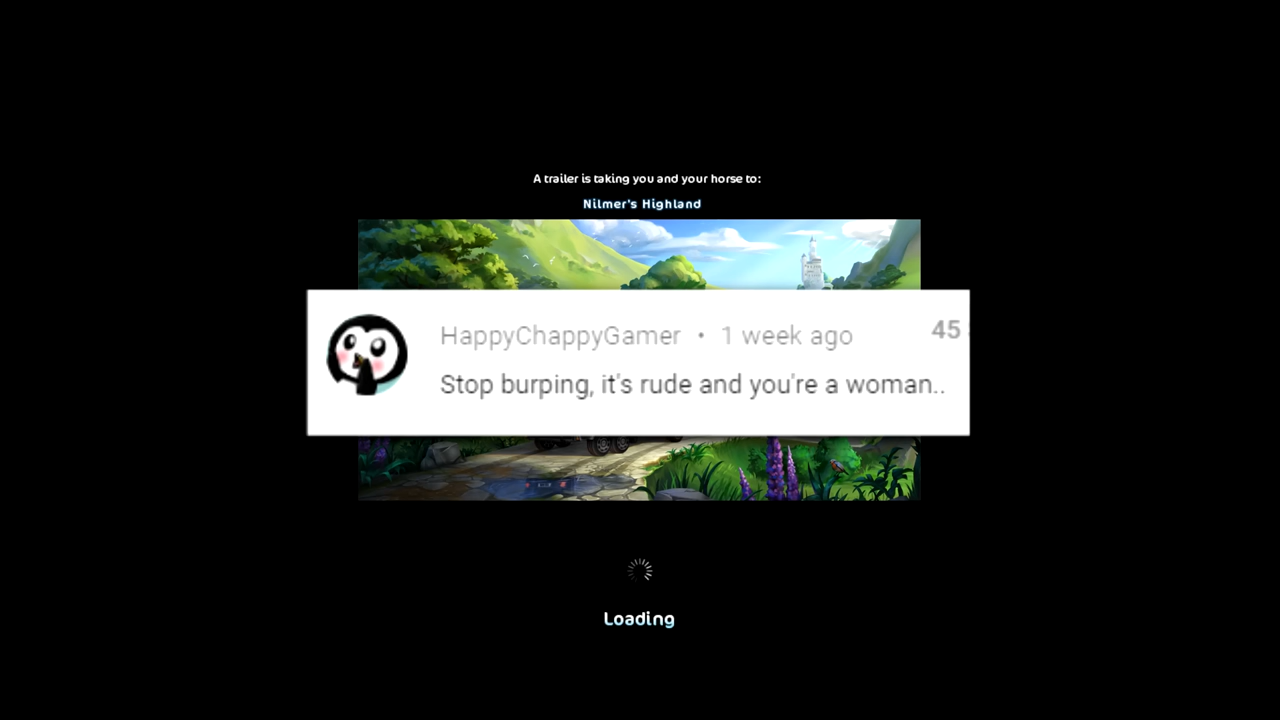 A trailer is taking you and your horse to:
Nilmer's Highland
HappyChappyGamer • 1 week ago
45
Stop burping, it's rude and you're a woman..
Loading